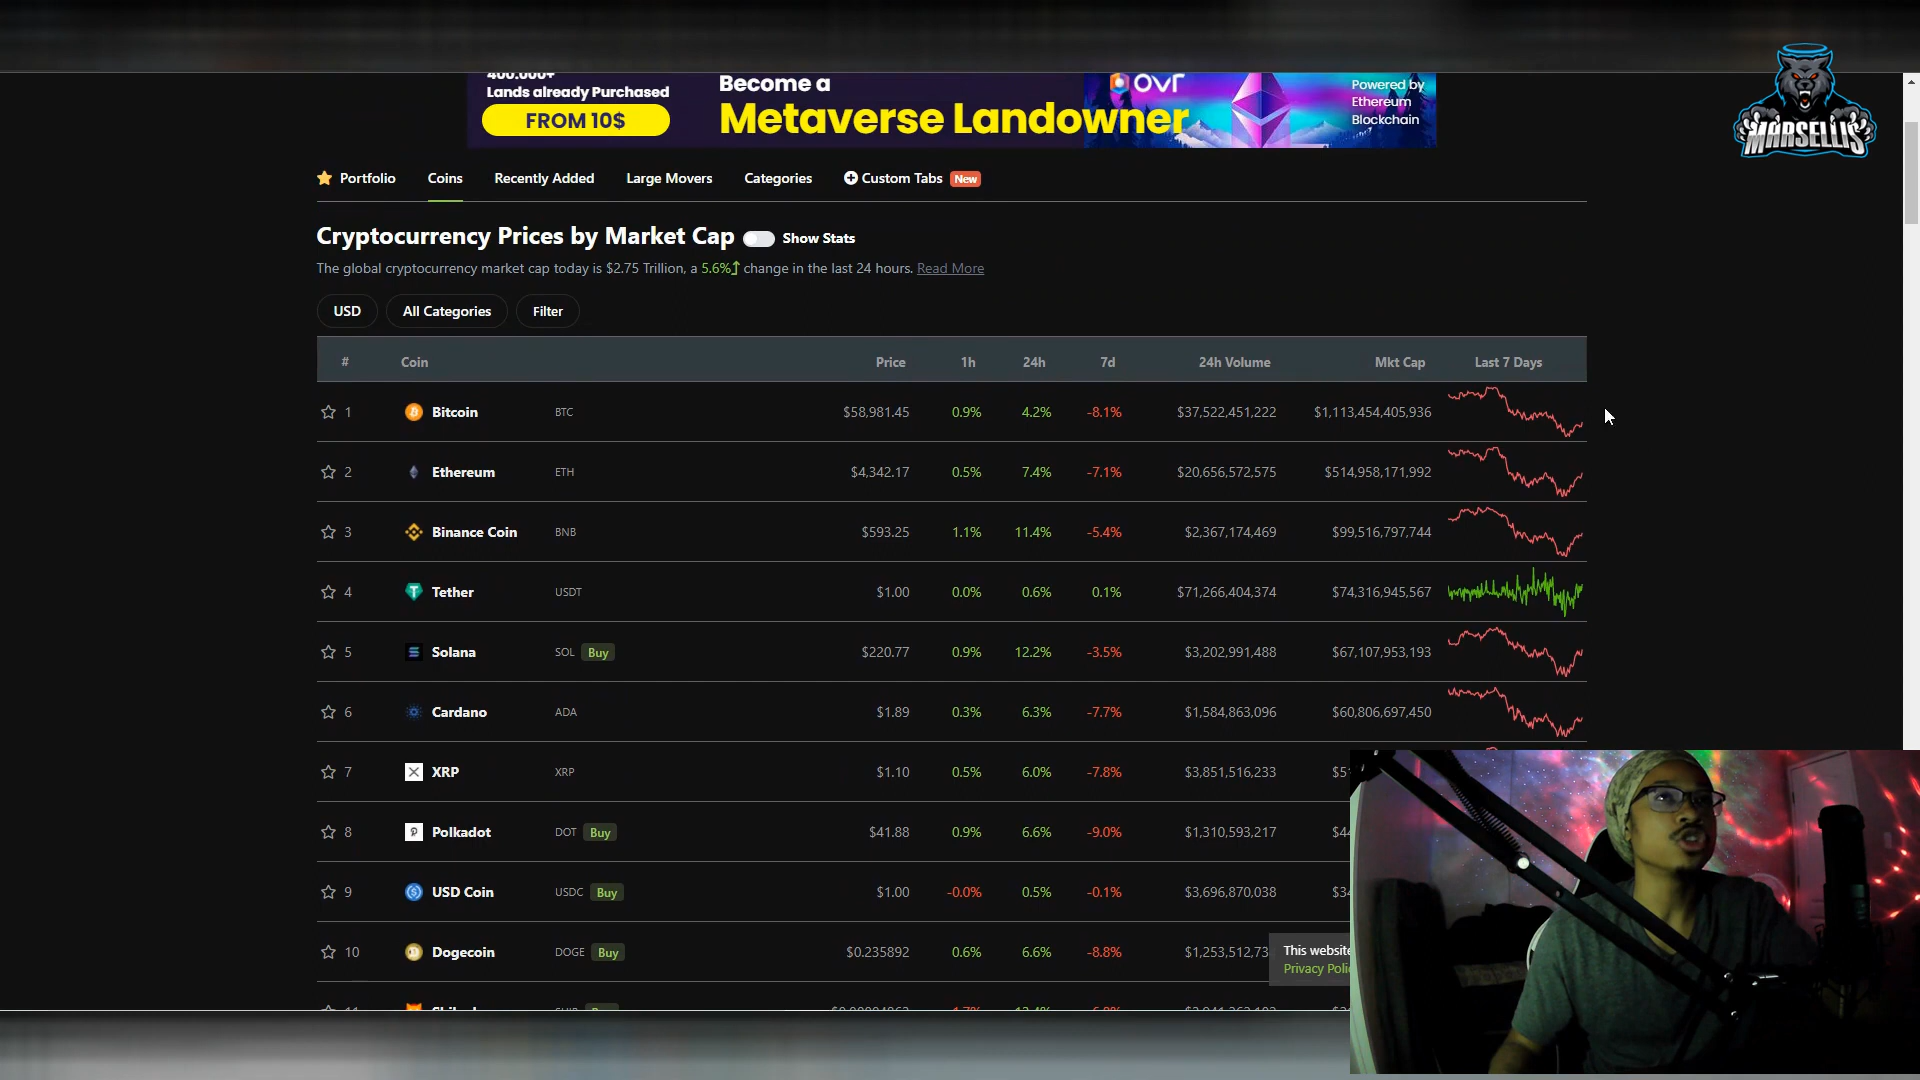 400.000+
Lands already Purchased
FROM 10$
Become a
Metaverse Landowner
ovr
Powered by
Ethereum
Blockchain
MARSELLIS
Portfolio Coins Recently Added Large Movers Categories Custom Tabs New
Cryptocurrency Prices by Market Cap Show Stats
The global cryptocurrency market cap today is $2.75 Trillion, a 5.6% change in the last 24 hours. Read More
USD All Categories Filter
# Coin Price 1h 24h 7d 24h Volume Mkt Cap Last 7 Days
1 Bitcoin BTC $58,981.45 0.9% 4.2% -8.1% $37,522,451,222 $1,113,454,405,936
2 Ethereum ETH $4,342.17 0.5% 7.4% -7.1% $20,656,572,575 $514,958,171,992
3 Binance Coin BNB $593.25 1.1% 11.4% -5.4% $2,367,174,469 $99,516,797,744
4 Tether USDT $1.00 0.0% 0.6% 0.1% $71,266,404,374 $74,316,945,567
5 Solana SOL Buy $220.77 0.9% 12.2% -3.5% $3,202,991,488 $67,107,953,193
6 Cardano ADA $1.89 0.3% 6.3% -7.7% $1,584,863,096 $60,806,697,450
7 XRP XRP $1.10 0.5% 6.0% -7.8% $3,851,516,233
8 Polkadot DOT Buy $41.88 0.9% 6.6% -9.0% $1,310,593,217
9 USD Coin USDC Buy $1.00 -0.0% 0.5% -0.1% $3,696,870,038
10 Dogecoin DOGE Buy $0.235892 0.6% 6.6% -8.8% $1,253,512,73
This website
Privacy Poli